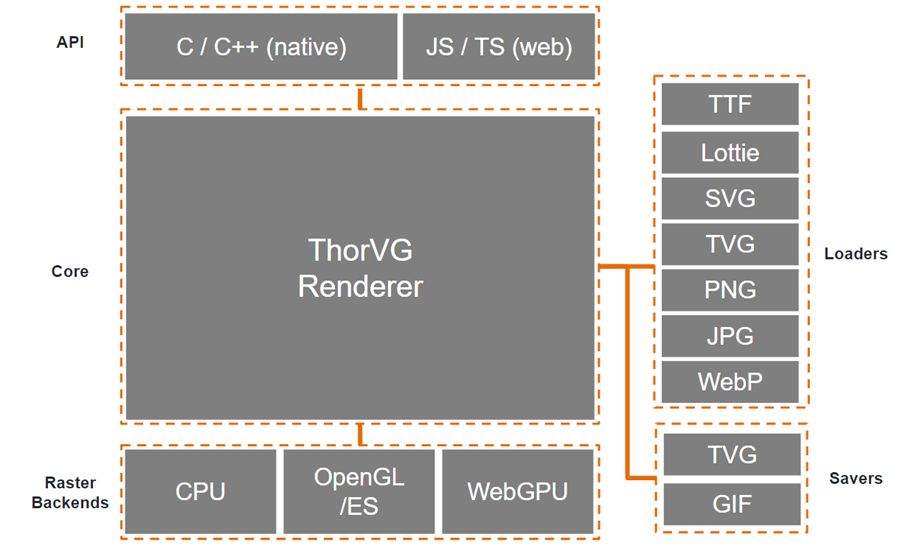 API
C / C++ (native)
JS / TS (web)
Core
ThorVG
Renderer
Raster
Backends
CPU
OpenGL
/ES
WebGPU
TTF
Lottie
SVG
TVG
PNG
JPG
WebP
Loaders
TVG
GIF
Savers